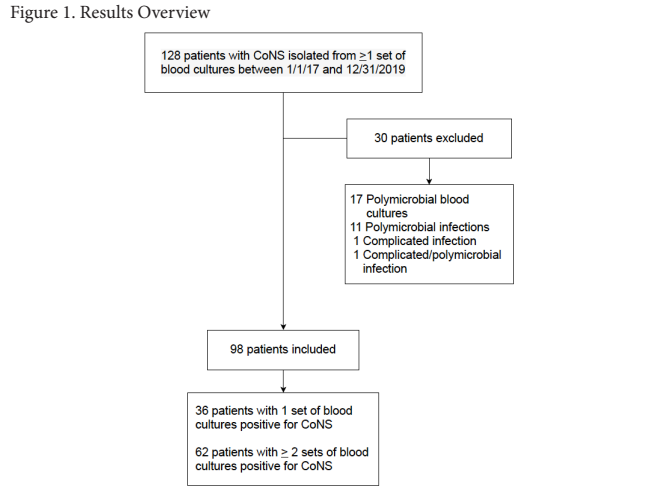 Figure 1. Results Overview
128 patients with CoNS isolated from ≥1 set of
blood cultures between 1/1/17 and 12/31/2019
30 patients excluded
17 Polymicrobial blood
cultures
11 Polymicrobial infections
1 Complicated infection
1 Complicated/polymicrobial
infection
98 patients included
36 patients with 1 set of blood
cultures positive for CoNS
62 patients with ≥ 2 sets of blood
cultures positive for CoNS